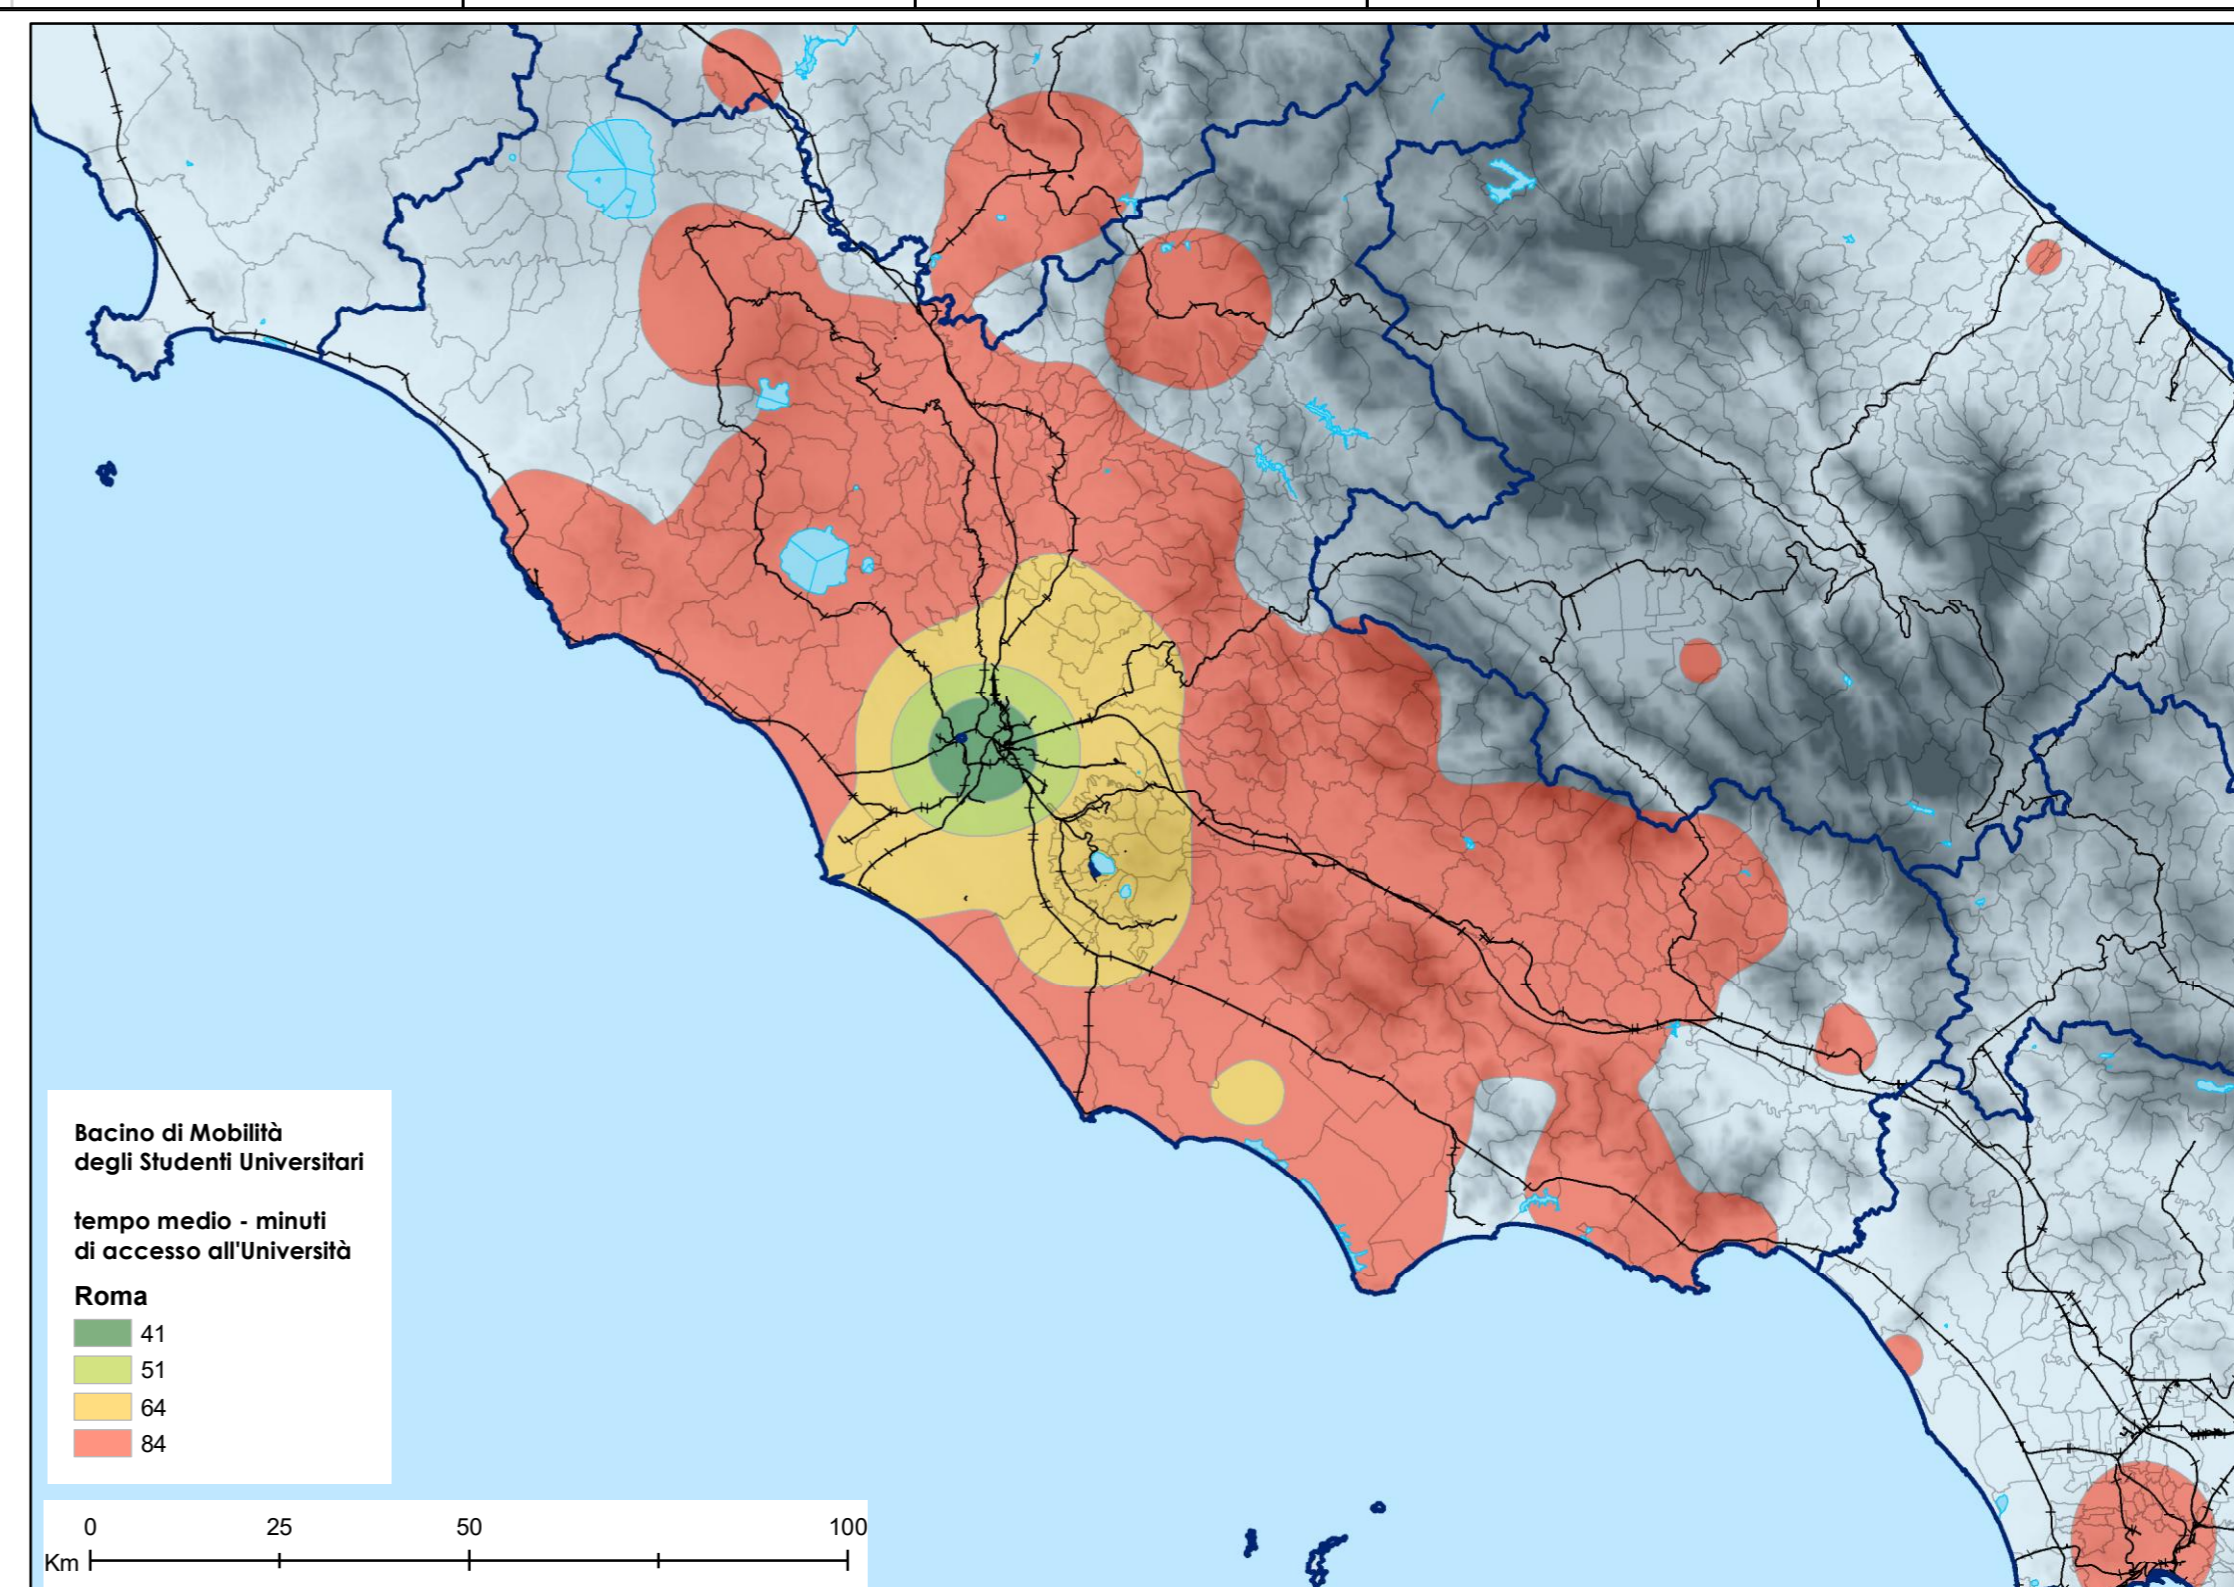 Bacino di Mobilità
degli Studenti Universitari
tempo medio - minuti
di accesso all'Università
Roma
41
51
64
84
0 25 50 100
Km